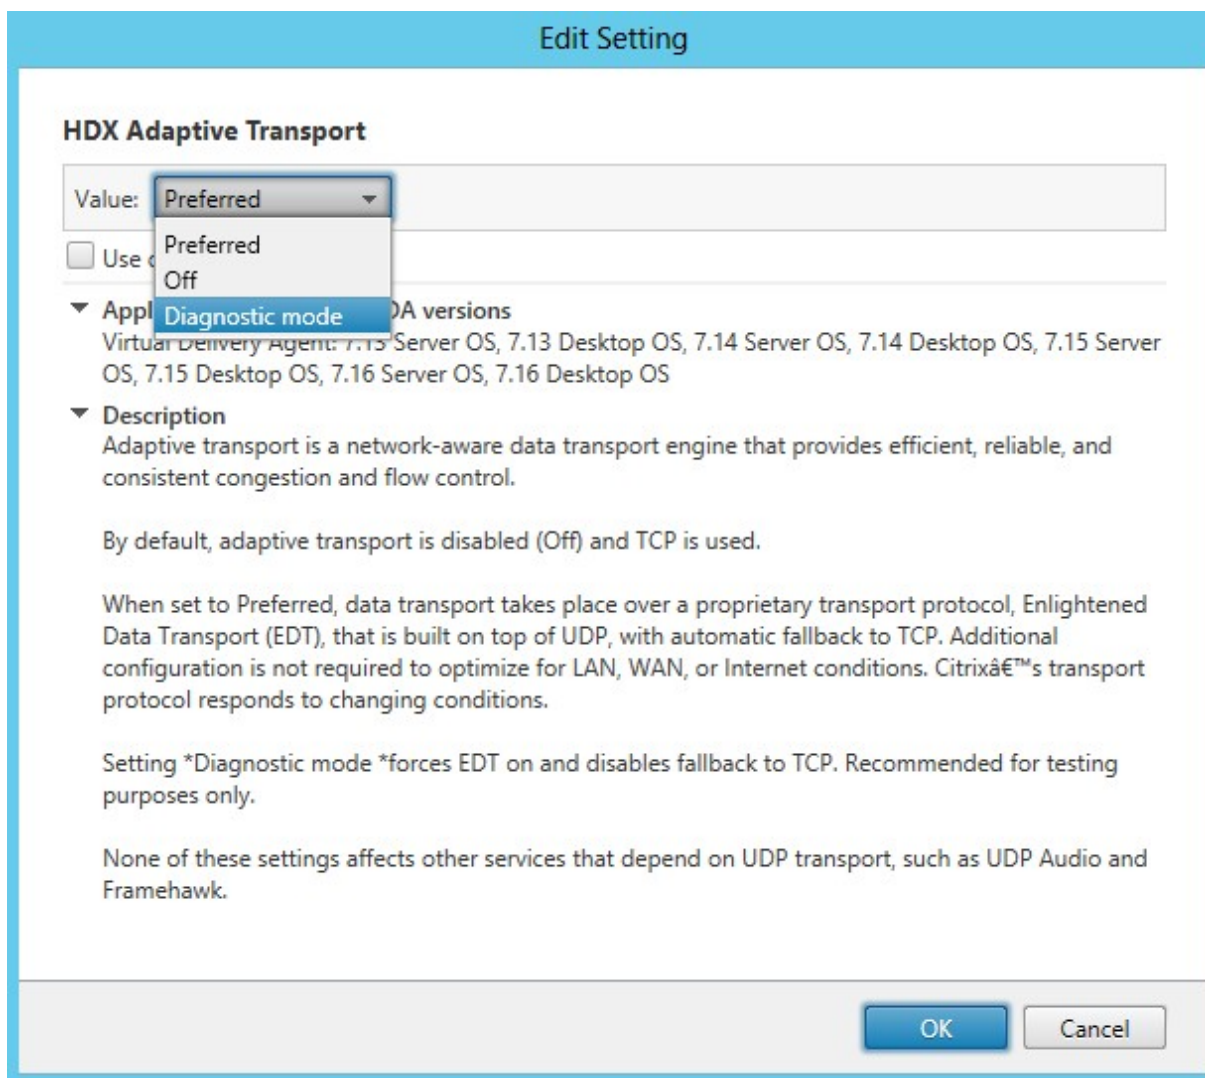 Edit Setting
HDX Adaptive Transport
Value: Preferred
Preferred
Use
Off
Diagnostic mode
Appl DA versions
Virtual Delivery Agent: 7.13 Server OS, 7.13 Desktop OS, 7.14 Server OS, 7.14 Desktop OS, 7.15 Server
OS, 7.15 Desktop OS, 7.16 Server OS, 7.16 Desktop OS
Description
Adaptive transport is a network-aware data transport engine that provides efficient, reliable, and
consistent congestion and flow control.
By default, adaptive transport is disabled (Off) and TCP is used.
When set to Preferred, data transport takes place over a proprietary transport protocol, Enlightened
Data Transport (EDT), that is built on top of UDP, with automatic fallback to TCP. Additional
configuration is not required to optimize for LAN, WAN, or Internet conditions. Citrixâ€™s transport
protocol responds to changing conditions.
Setting *Diagnostic mode *forces EDT on and disables fallback to TCP. Recommended for testing
purposes only.
None of these settings affects other services that depend on UDP transport, such as UDP Audio and
Framehawk.
OK
Cancel